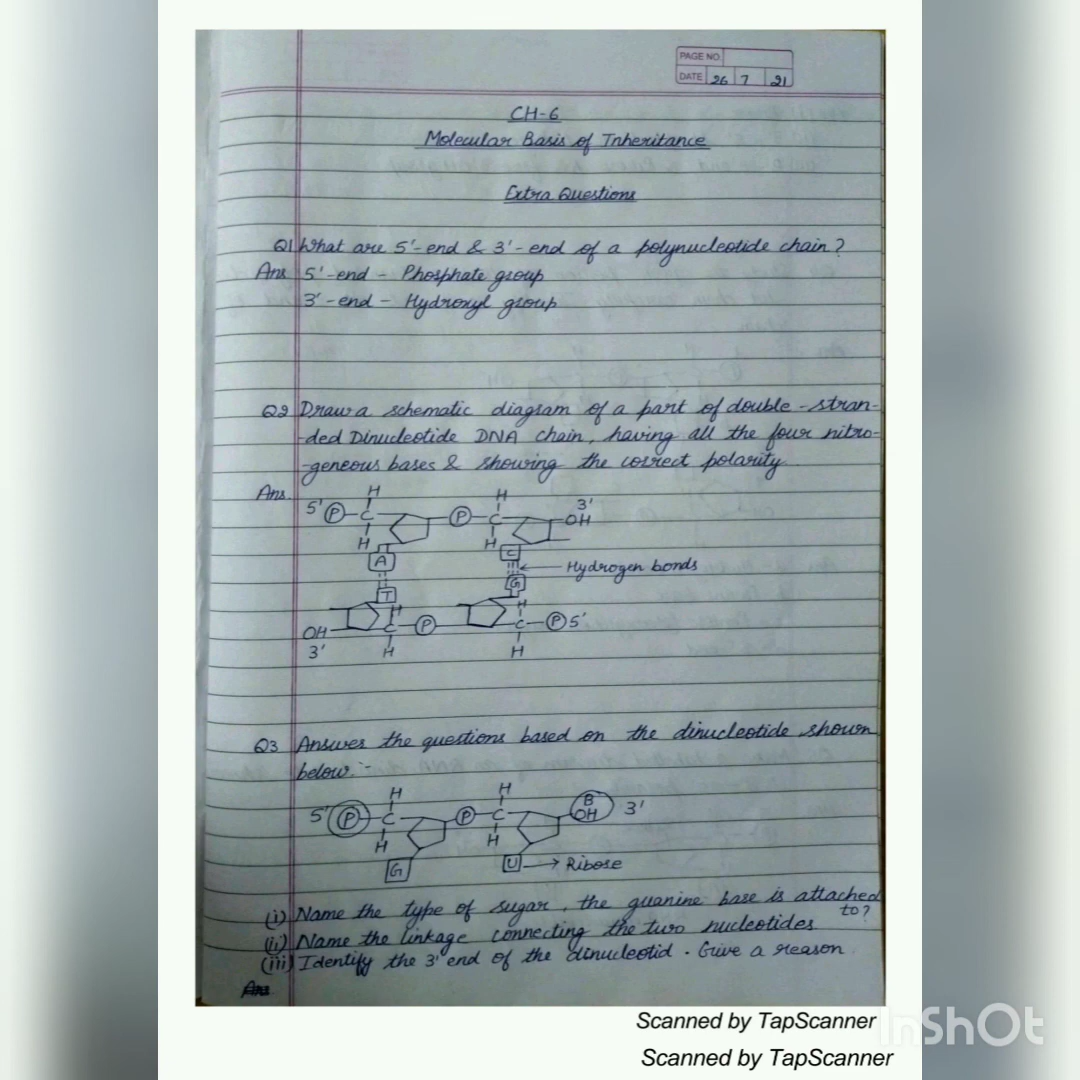 PAGE NO.
DATE 26 7 21
CH-6
Molecular Basis of Inheritance
Extra Questions
Q1 What are 5'-end & 3'-end of a polynucleotide chain?
Ans 5'-end - Phosphate group
3'-end - Hydroxyl group
Q2 Draw a schematic diagram of a part of double-stran-
-ded Dinucleotide DNA chain, having all the four nitro-
-geneous bases & showing the correct polarity.
Ans.
H H
5' P C P C OH 3'
H H
A C
Hydrogen bonds
T G
H H
OH C P C P 5'
3' H H
Q3 Answer the questions based on the dinucleotide shown
below:-
H H
5' P C P C B OH 3'
H H
G U → Ribose
(i) Name the type of sugar, the guanine base is attached
to?
(ii) Name the linkage connecting the two nucleotides
(iii) Identify the 3' end of the dinucleotid. Give a reason.
Ans
Scanned by TapScanner
InShOt
Scanned by TapScanner